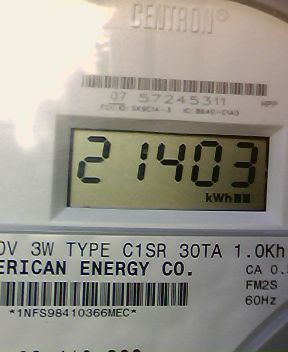 CENTRON®
07 57245311 HPP
21403
kWh
0V 3W TYPE C1SR 30TA 1.0Kh
ERICAN ENERGY CO.
CA 0.
FM2S
60Hz
*1NFS98410366MEC*